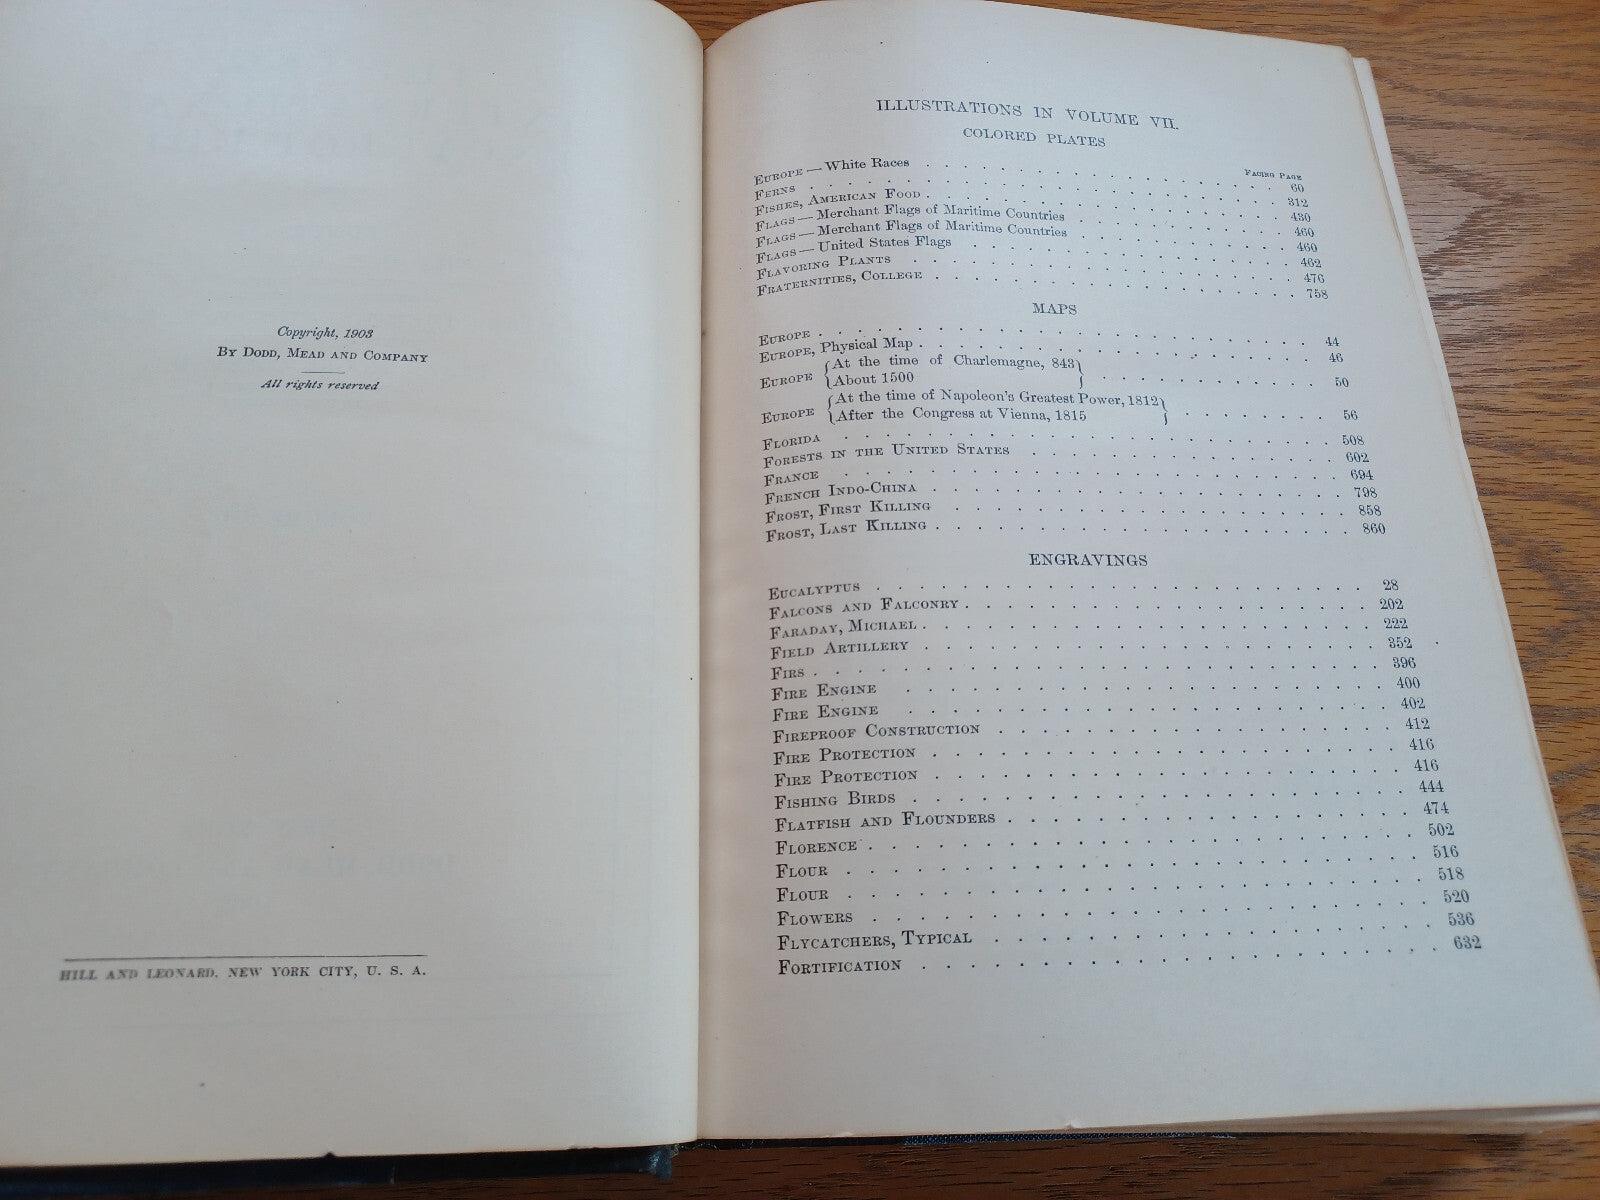 Copyright, 1903
By Dodd, Mead and Company
All rights reserved
HILL AND LEONARD, NEW YORK CITY, U. S. A.
ILLUSTRATIONS IN VOLUME VII.
COLORED PLATES
Facing Page
Europe — White Races . . . . . 60
Ferns . . . . . 312
Fishes, American Food . . . . . 430
Flags — Merchant Flags of Maritime Countries . . . . . 460
Flags — Merchant Flags of Maritime Countries . . . . . 460
Flags — United States Flags . . . . . 462
Flavoring Plants . . . . . 476
Fraternities, College . . . . . 758
MAPS
Europe . . . . . 44
Europe, Physical Map . . . . . 46
Europe { At the time of Charlemagne, 843 }
{ About 1500 } . . . . . 50
Europe { At the time of Napoleon's Greatest Power, 1812 }
{ After the Congress at Vienna, 1815 } . . . . . 56
Florida . . . . . 508
Forests in the United States . . . . . 602
France . . . . . 694
French Indo-China . . . . . 798
Frost, First Killing . . . . . 858
Frost, Last Killing . . . . . 860
ENGRAVINGS
Eucalyptus . . . . . 28
Falcons and Falconry . . . . . 202
Faraday, Michael . . . . . 222
Field Artillery . . . . . 352
Firs . . . . . 396
Fire Engine . . . . . 400
Fire Engine . . . . . 402
Fireproof Construction . . . . . 412
Fire Protection . . . . . 416
Fire Protection . . . . . 416
Fishing Birds . . . . . 444
Flatfish and Flounders . . . . . 474
Florence . . . . . 502
Flour . . . . . 516
Flour . . . . . 518
Flowers . . . . . 520
Flycatchers, Typical . . . . . 536
Fortification . . . . . 632